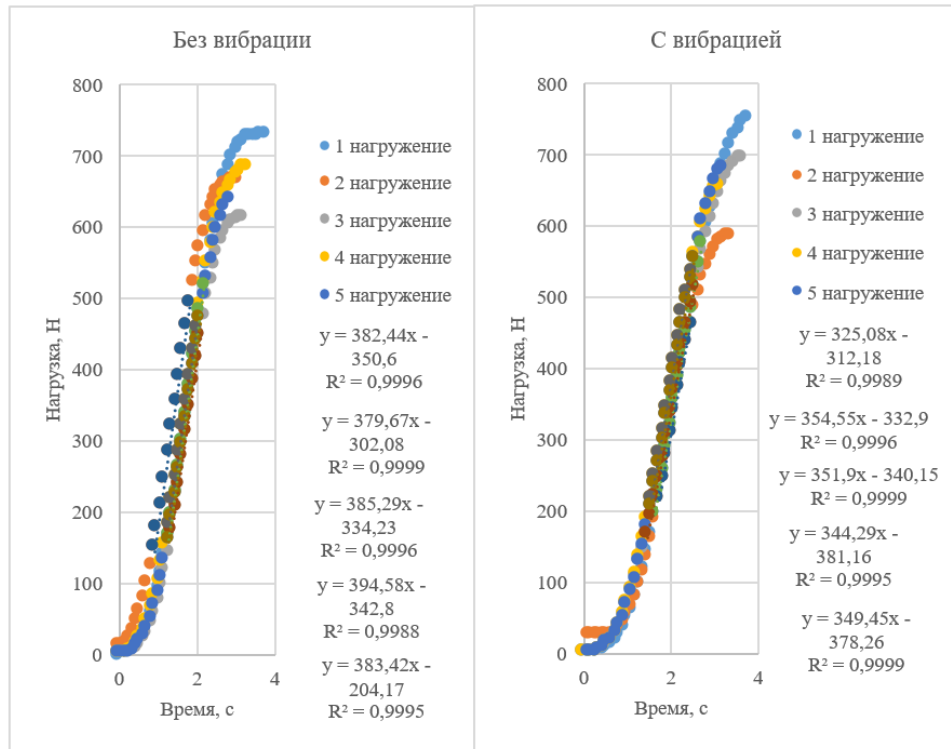 Без вибрации
800
700
600
500
400
300
200
100
0
0
2
4
Нагрузка, Н
Время, с
1 нагружение
2 нагружение
3 нагружение
4 нагружение
5 нагружение
y = 382,44x -
350,6
R² = 0,9996
y = 379,67x -
302,08
R² = 0,9999
y = 385,29x -
334,23
R² = 0,9996
y = 394,58x -
342,8
R² = 0,9988
y = 383,42x -
204,17
R² = 0,9995
С вибрацией
800
700
600
500
400
300
200
100
0
0
2
4
Нагрузка, Н
Время, с
1 нагружение
2 нагружение
3 нагружение
4 нагружение
5 нагружение
y = 325,08x -
312,18
R² = 0,9989
y = 354,55x - 332,9
R² = 0,9996
y = 351,9x - 340,15
R² = 0,9999
y = 344,29x -
381,16
R² = 0,9995
y = 349,45x -
378,26
R² = 0,9999